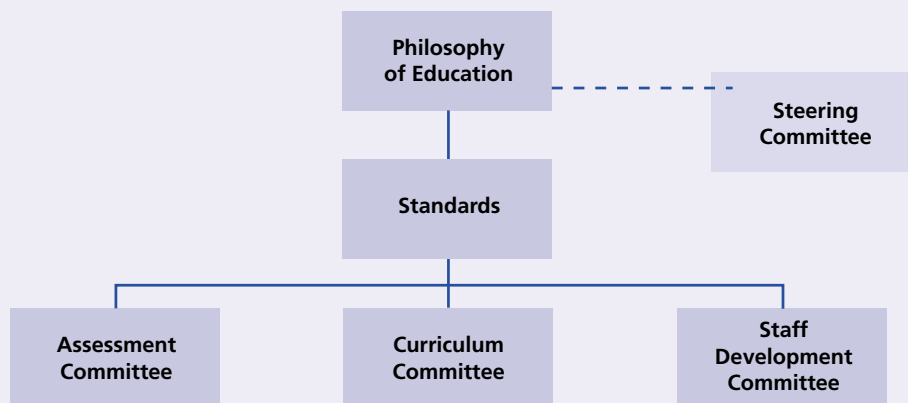 Philosophy
of Education
Steering
Committee
Standards
Assessment
Committee
Curriculum
Committee
Staff
Development
Committee